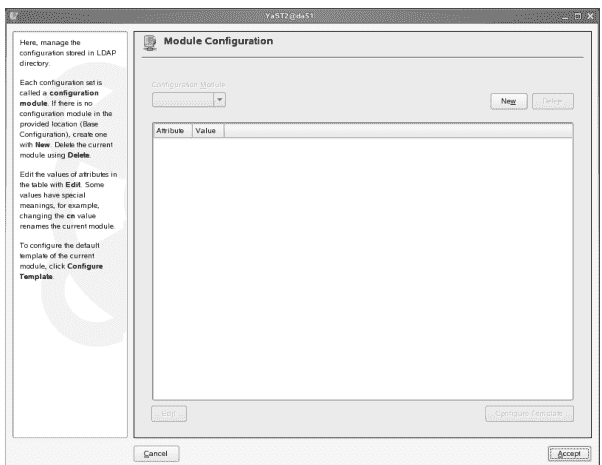 YaST2@da51
Here, manage the
configuration stored in LDAP
directory.
Each configuration set is
called a configuration
module. If there is no
configuration module in the
provided location (Base
Configuration), create one
with New. Delete the current
module using Delete.
Edit the values of attributes in
the table with Edit. Some
values have special
meanings, for example,
changing the cn value
renames the current module.
To configure the default
template of the current
module, click Configure
Template.
Module Configuration
Configuration Module
New
Delete
Attribute Value
Edit
Configure Template
Cancel
Accept